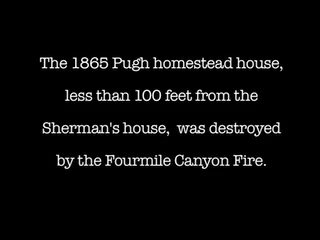 The 1865 Pugh homestead house,
less than 100 feet from the
Sherman's house,  was destroyed
by the Fourmile Canyon Fire.